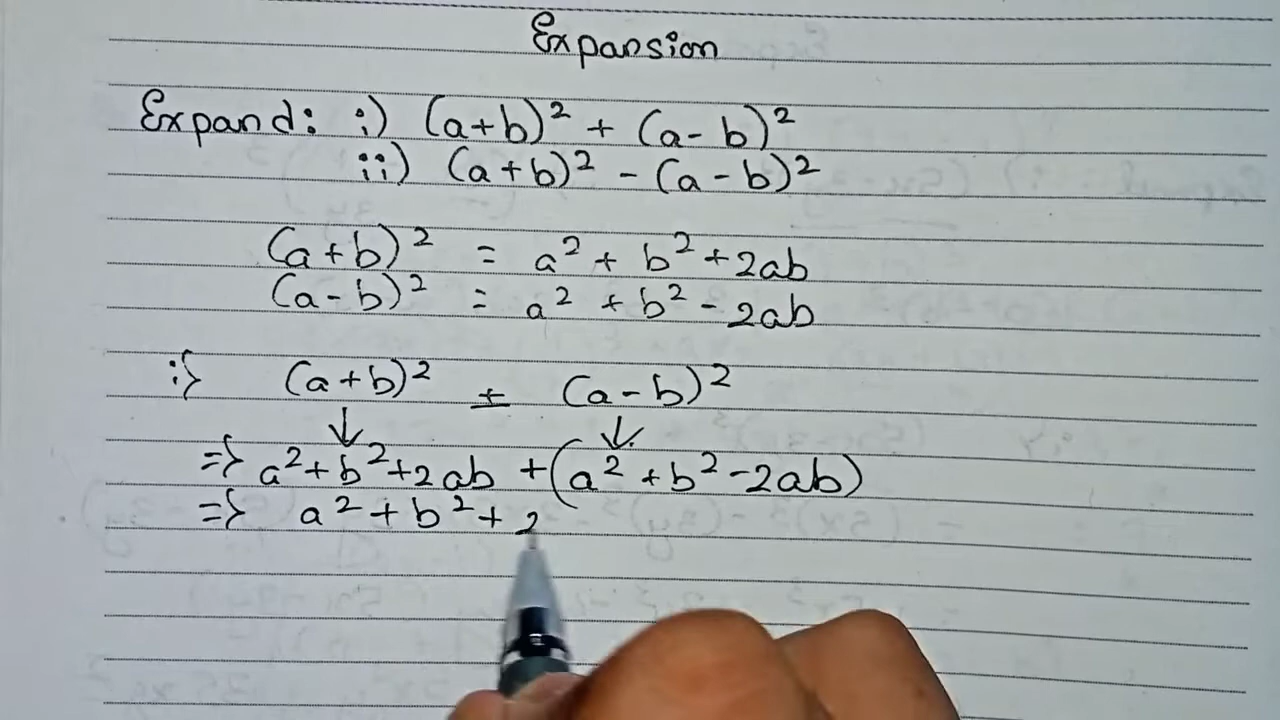 Expansion
Expand: i) (a+b)² + (a-b)²
ii) (a+b)² - (a-b)²
(a+b)² = a² + b² + 2ab
(a-b)² = a² + b² - 2ab
i} (a+b)² + (a-b)²
↓ ↓
=> a²+b²+2ab +(a²+b²-2ab)
=> a² + b² + 2